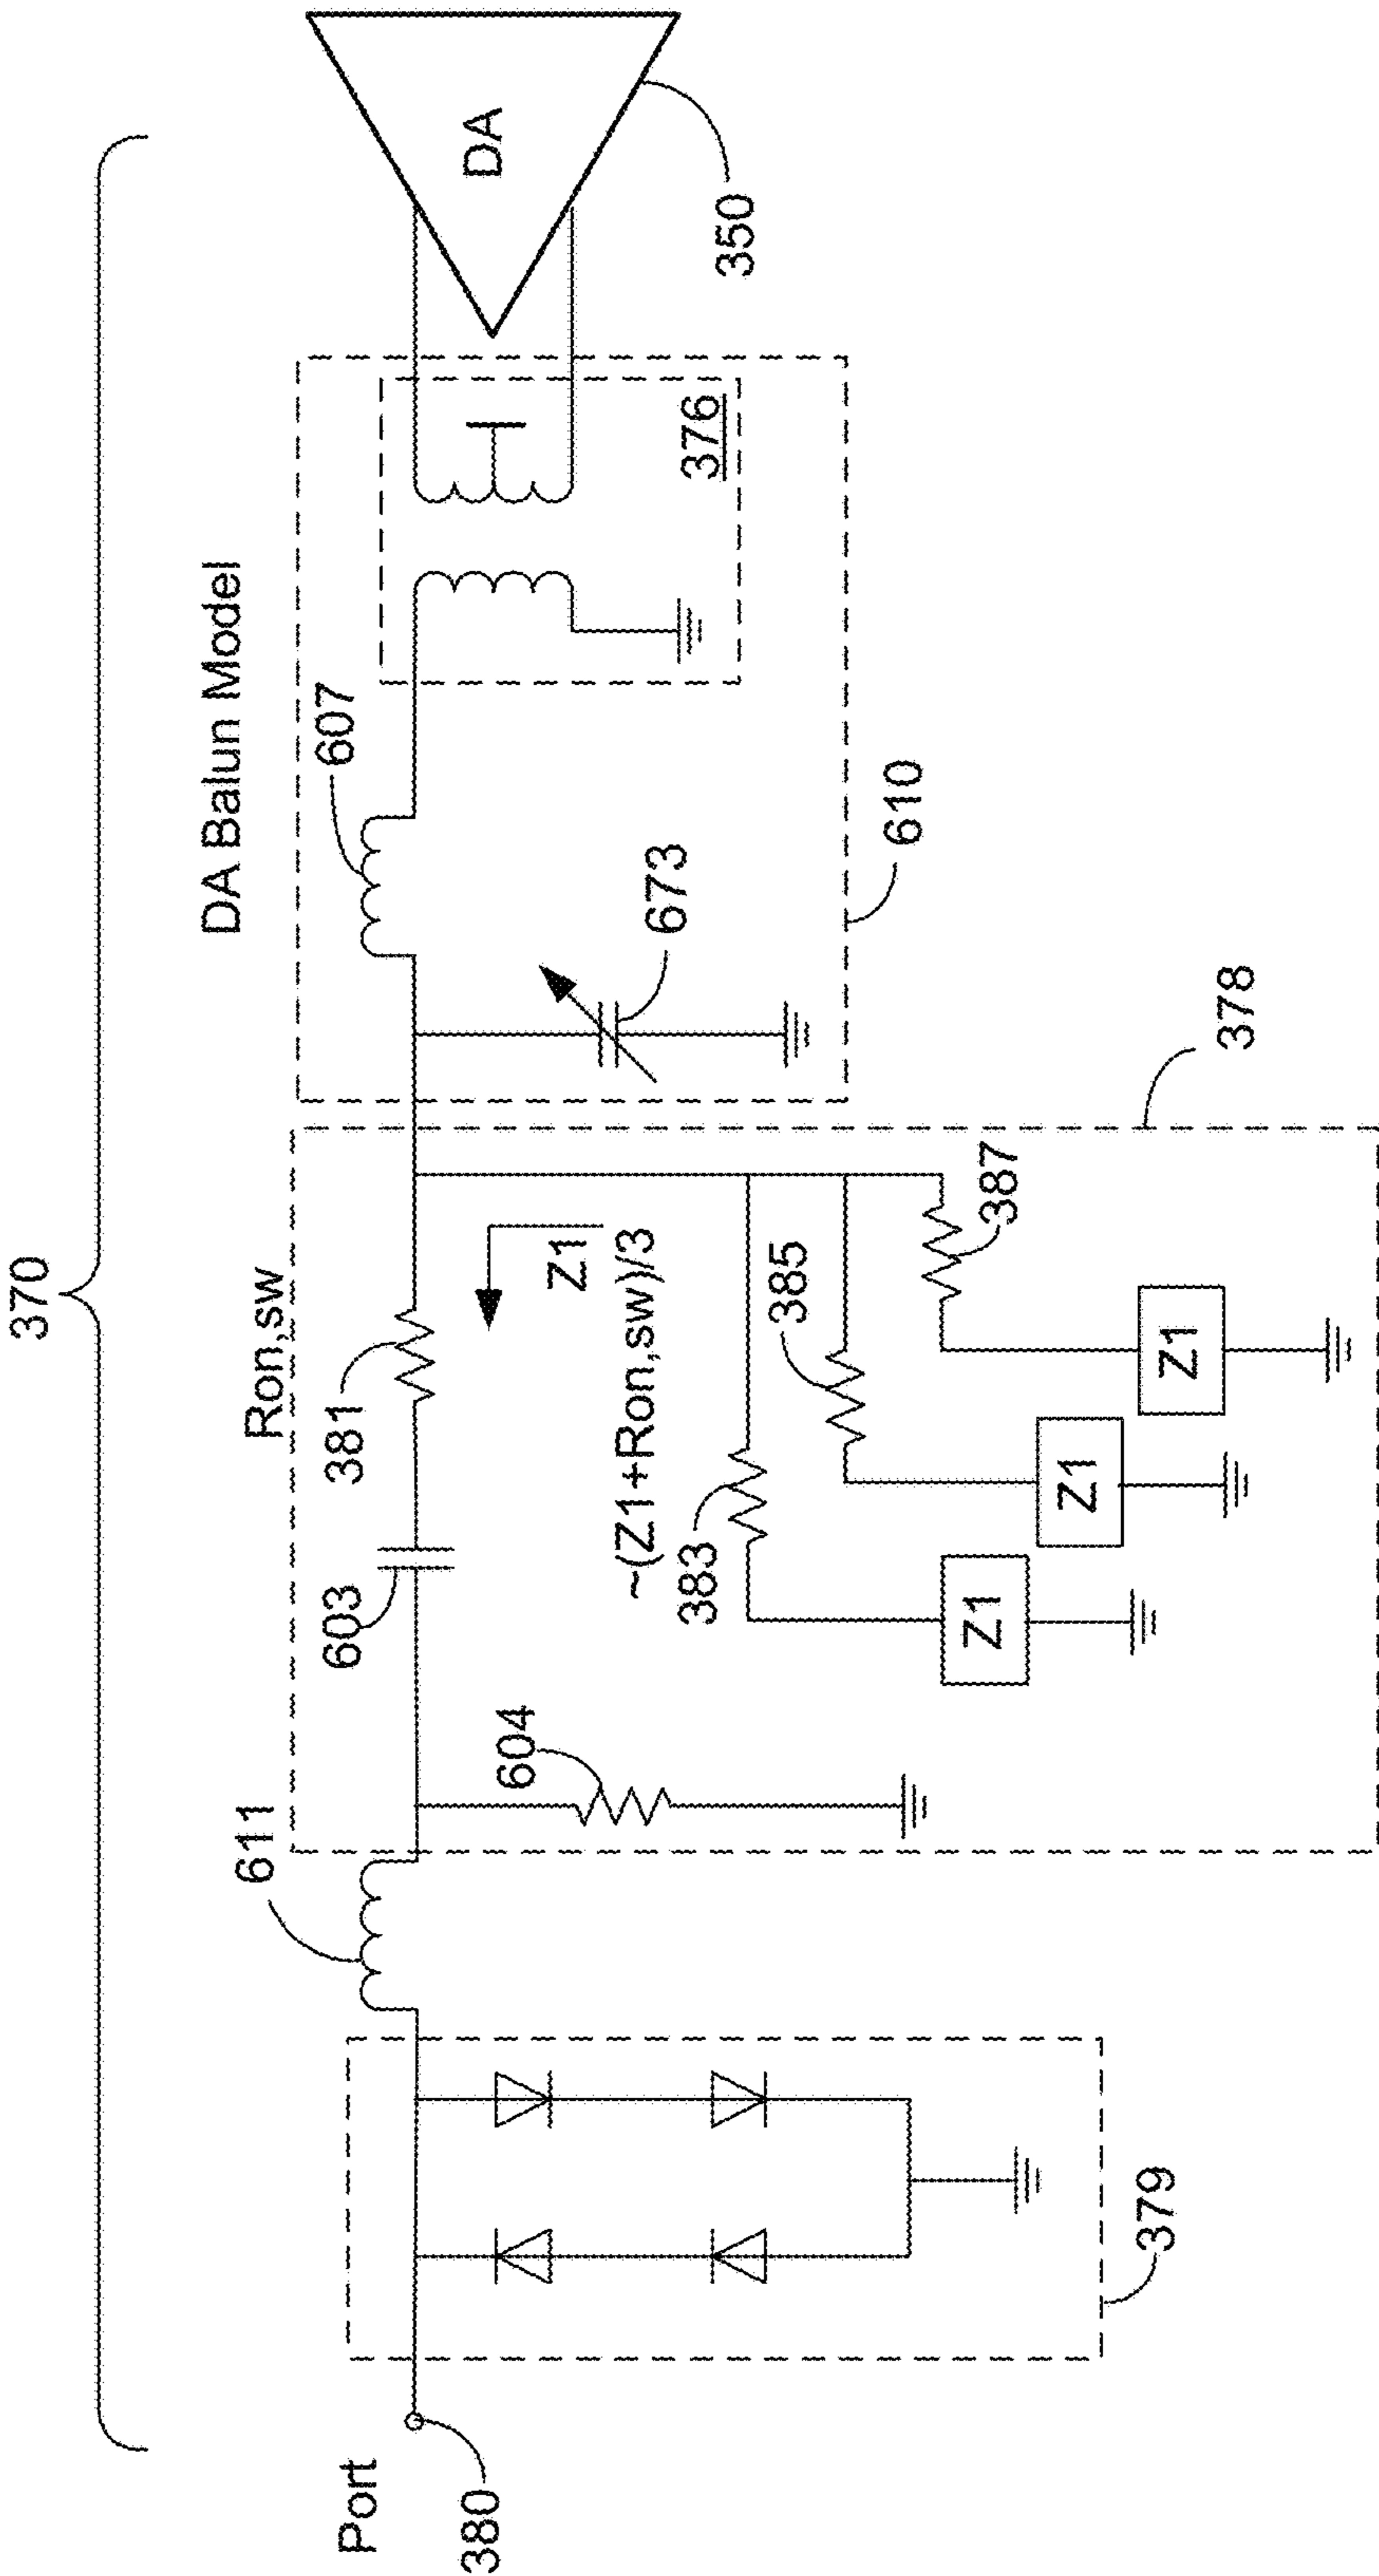 370
DA Balun Model
Ron,sw
Port
380
379
611
604
603
381
Z1
~(Z1+Ron,sw)/3
383
385
387
Z1
Z1
Z1
378
607
673
610
376
DA
350